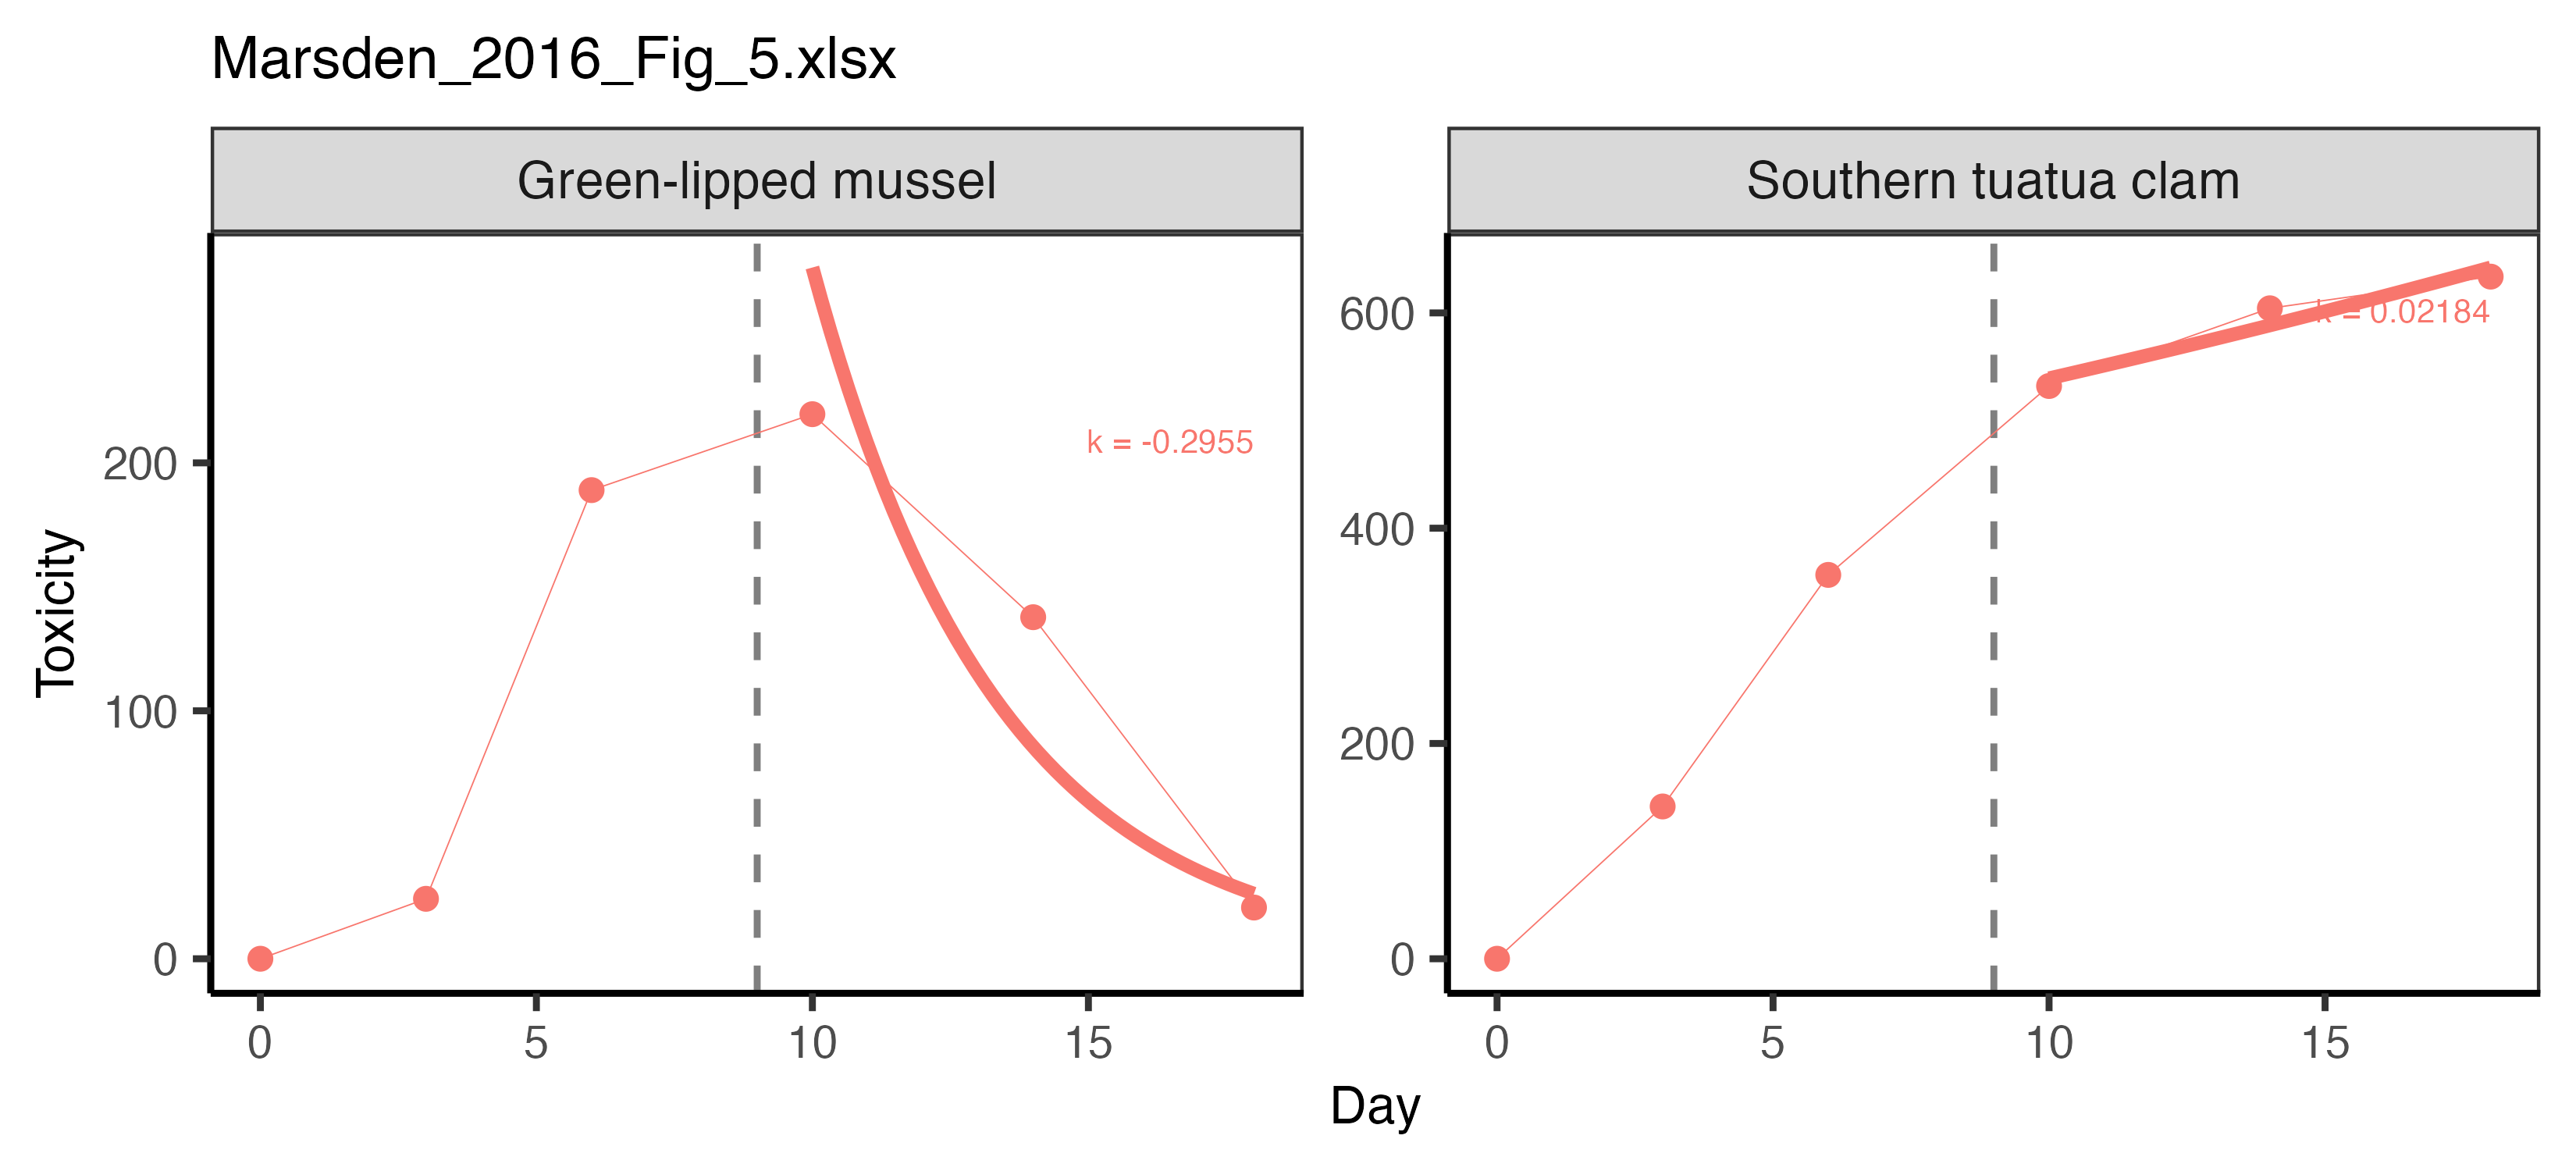 Marsden_2016_Fig_5.xlsx
Green-lipped mussel
Southern tuatua clam
Toxicity
200
100
0
k = -0.2955
0
5
10
15
600
400
200
0
k = 0.02184
0
5
10
15
Day